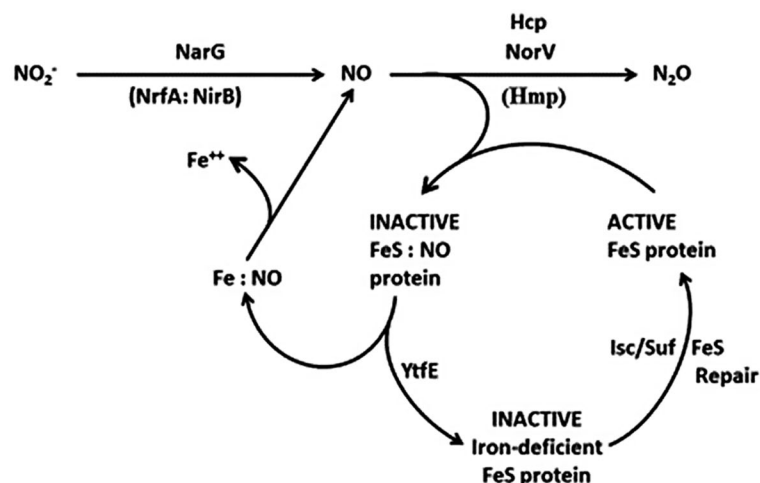 Hcp
NarG
NorV
NO₂⁻
NO
N₂O
(NrfA: NirB)
(Hmp)
Fe⁺⁺
INACTIVE
FeS : NO
protein
ACTIVE
FeS protein
Fe : NO
YtfE
Isc/Suf
FeS
Repair
INACTIVE
Iron-deficient
FeS protein